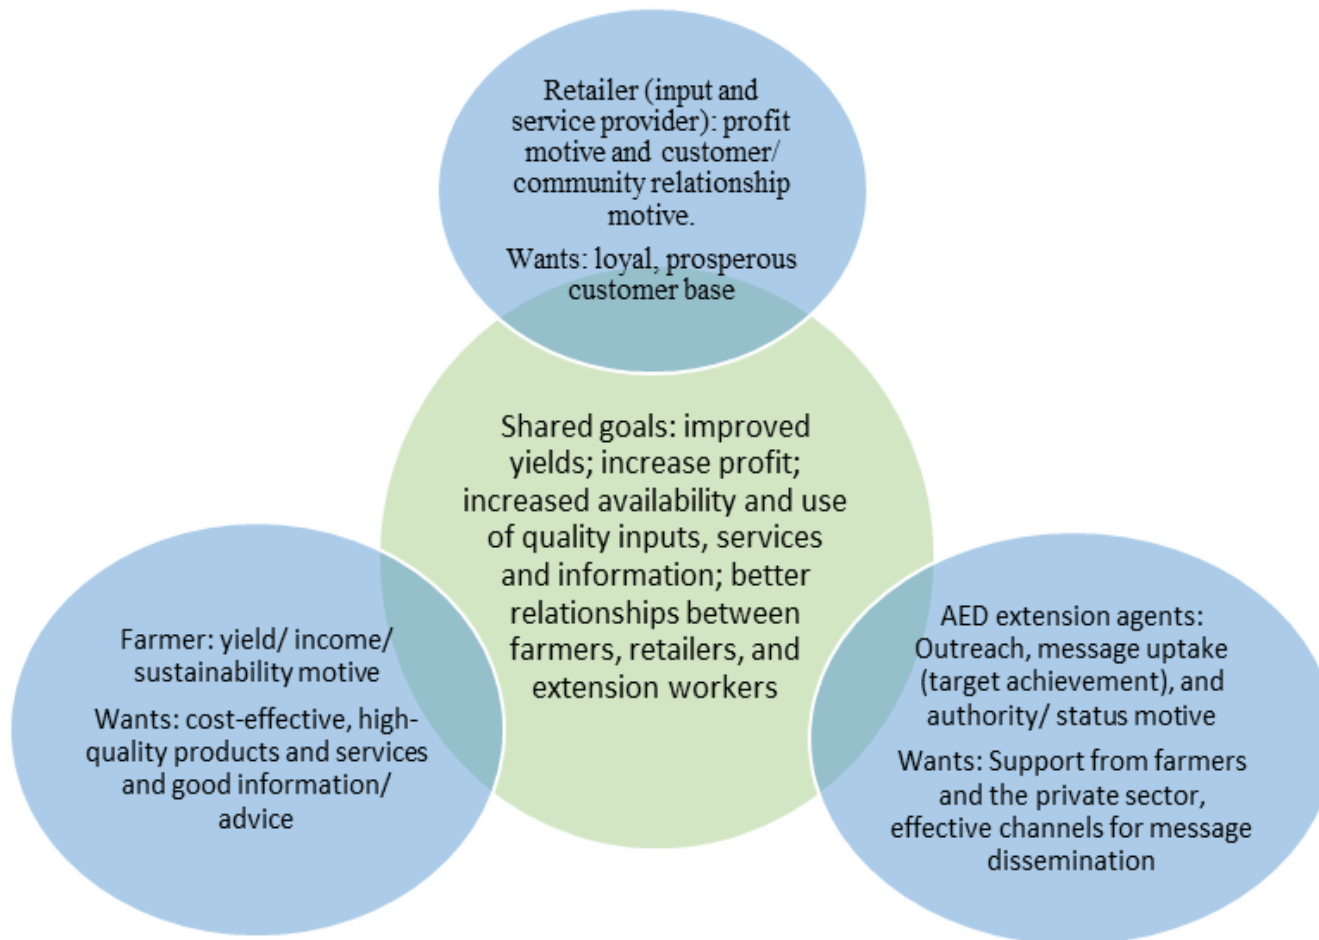 Retailer (input and
service provider): profit
motive and customer/
community relationship
motive.
Wants: loyal, prosperous
customer base
Shared goals: improved
yields; increase profit;
increased availability and use
of quality inputs, services
and information; better
relationships between
farmers, retailers, and
extension workers
Farmer: yield/ income/
sustainability motive
Wants: cost-effective, high-
quality products and services
and good information/
advice
AED extension agents:
Outreach, message uptake
(target achievement), and
authority/ status motive
Wants: Support from farmers
and the private sector,
effective channels for message
dissemination